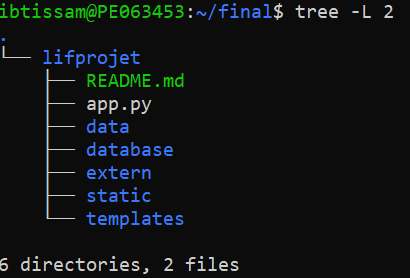 ibtissam@PE063453:~/final$ tree -L 2
.
└── lifprojet
    ├── README.md
    ├── app.py
    ├── data
    ├── database
    ├── extern
    ├── static
    └── templates

6 directories, 2 files